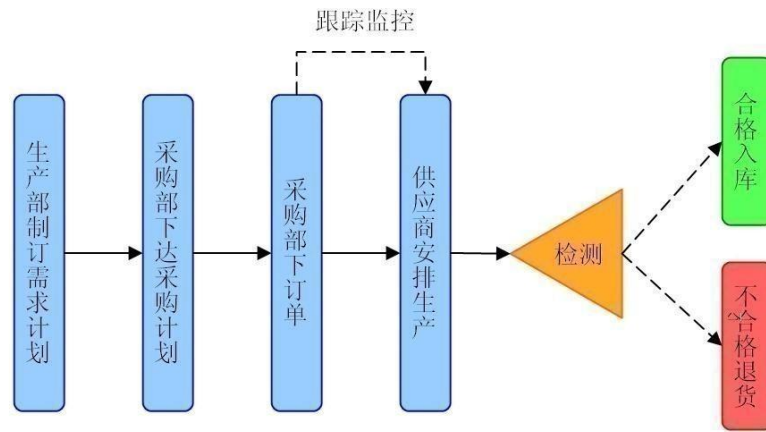 跟踪监控
生产部制订需求计划
采购部下达采购计划
采购部下订单
供应商安排生产
检测
合格入库
不合格退货